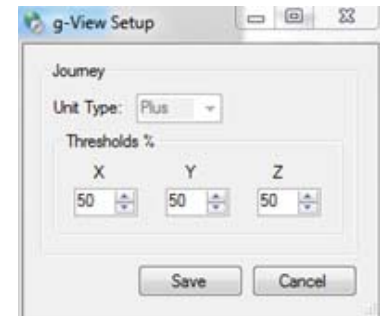 g-View Setup
Journey
Unit Type: Plus
Thresholds %
X Y Z
50 50 50
Save Cancel